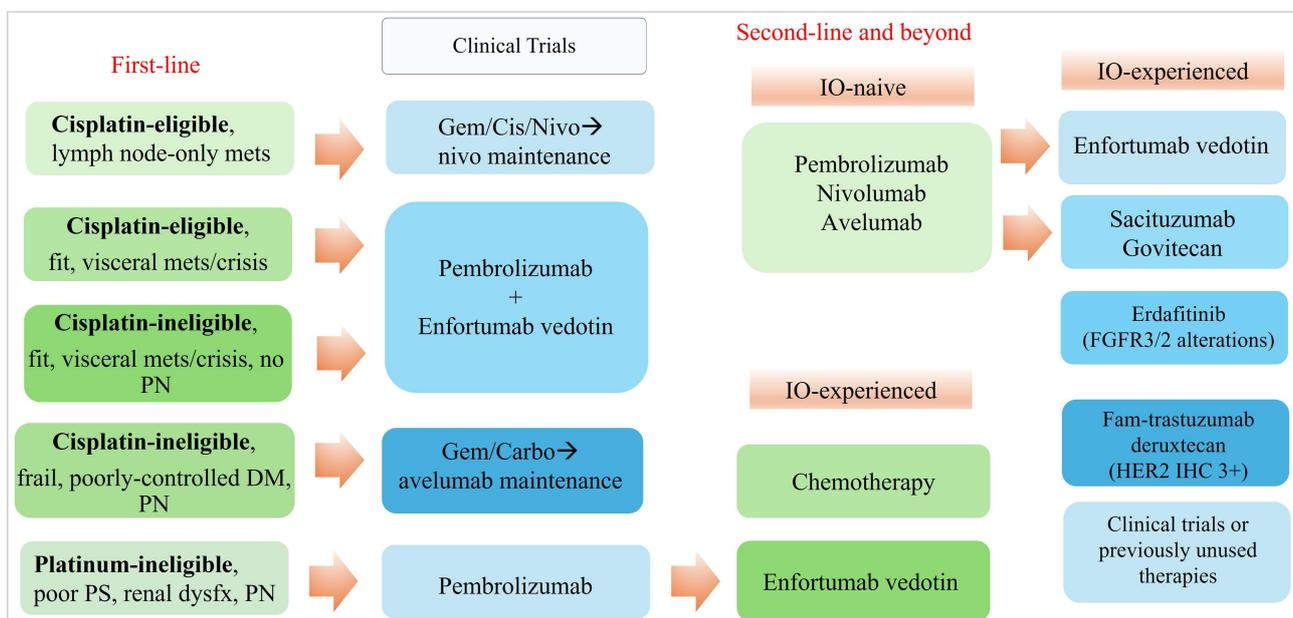 First-line
Cisplatin-eligible,
lymph node-only mets
Cisplatin-eligible,
fit, visceral mets/crisis
Cisplatin-ineligible,
fit, visceral mets/crisis, no
PN
Cisplatin-ineligible,
frail, poorly-controlled DM,
PN
Platinum-ineligible,
poor PS, renal dysfx, PN
Clinical Trials
Gem/Cis/Nivo→
nivo maintenance
Pembrolizumab
+
Enfortumab vedotin
Gem/Carbo→
avelumab maintenance
Pembrolizumab
Second-line and beyond
IO-naive
Pembrolizumab
Nivolumab
Avelumab
IO-experienced
Chemotherapy
Enfortumab vedotin
IO-experienced
Enfortumab vedotin
Sacituzumab
Govitecan
Erdafitinib
(FGFR3/2 alterations)
Fam-trastuzumab
deruxtecan
(HER2 IHC 3+)
Clinical trials or
previously unused
therapies